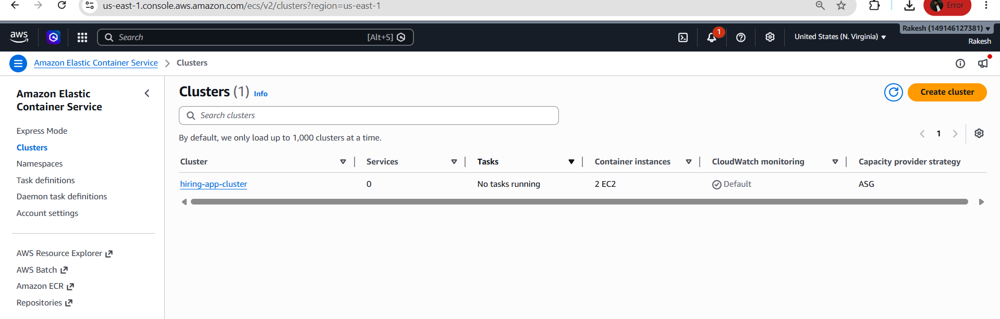 us-east-1.console.aws.amazon.com/ecs/v2/clusters?region=us-east-1
Error
aws
Search
[Alt+S]
1
United States (N. Virginia)
Rakesh (149146127381)
Rakesh
Amazon Elastic Container Service
Clusters
Amazon Elastic
Container Service
Express Mode
Clusters
Namespaces
Task definitions
Daemon task definitions
Account settings
AWS Resource Explorer
AWS Batch
Amazon ECR
Repositories
Clusters (1) Info
Create cluster
Search clusters
By default, we only load up to 1,000 clusters at a time.
1
Cluster Services Tasks Container instances CloudWatch monitoring Capacity provider strategy
hiring-app-cluster 0 No tasks running 2 EC2 Default ASG